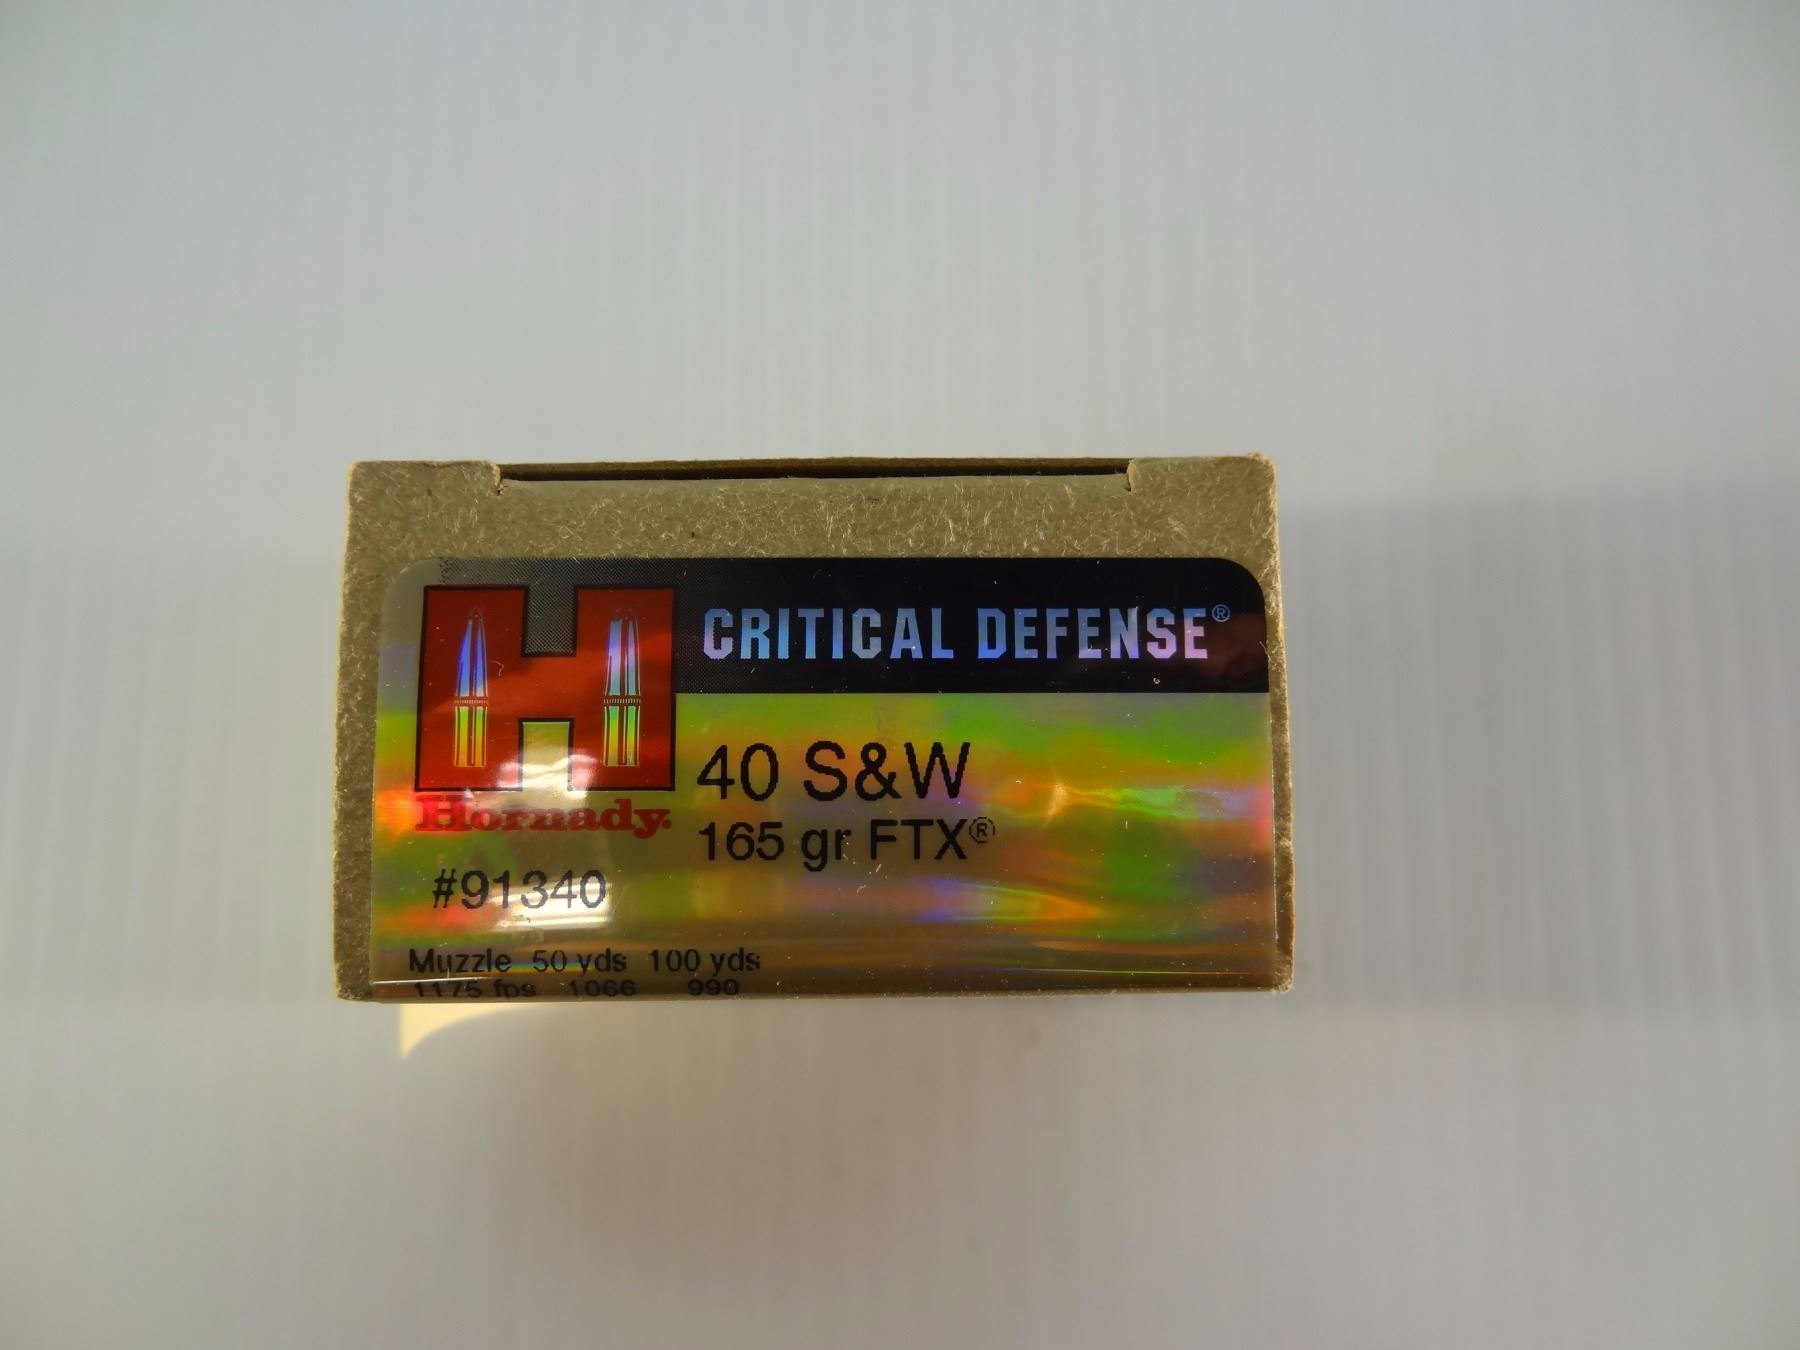 CRITICAL DEFENSE®
Hornady.
40 S&W
165 gr FTX®
#91340
Muzzle 50 yds 100 yds
1175 fps 1066 990